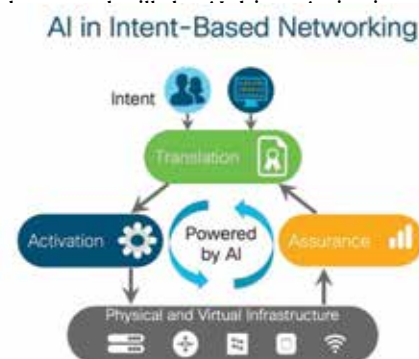 AI in Intent-Based Networking
Intent
Translation
Activation
Powered
by AI
Assurance
Physical and Virtual Infrastructure